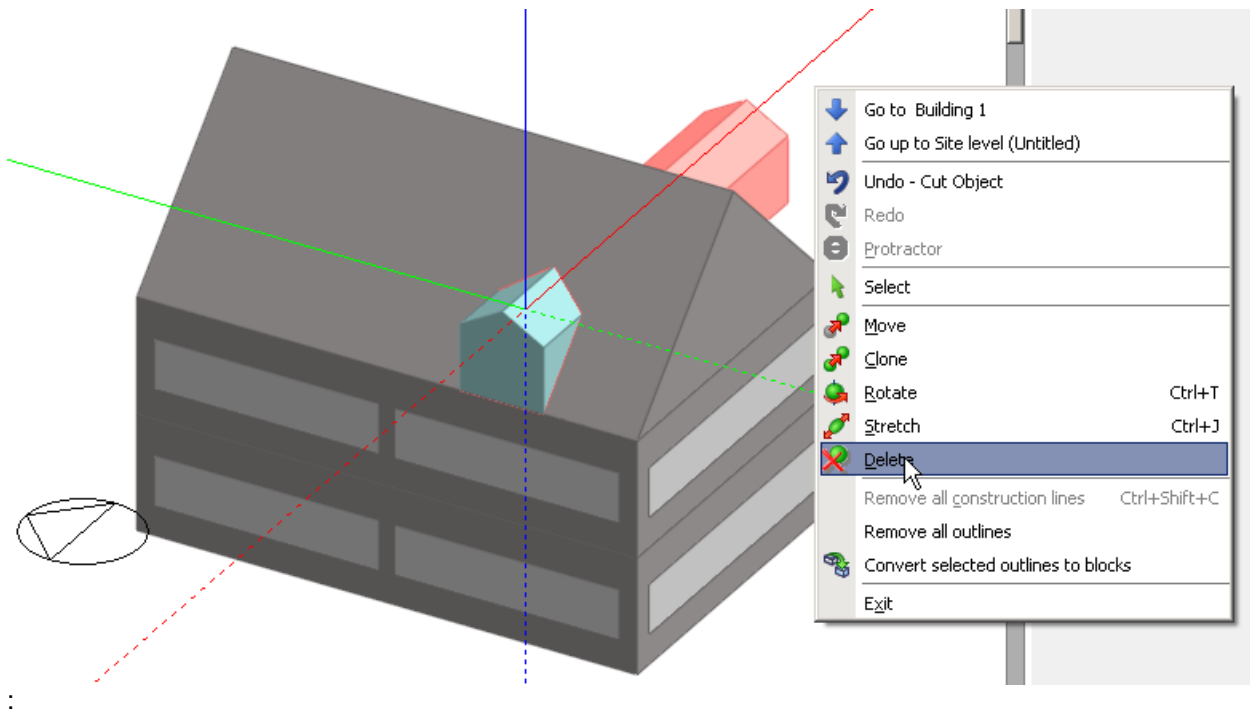 Go to Building 1
Go up to Site level (Untitled)
Undo - Cut Object
Redo
Protractor
Select
Move
Clone
Rotate Ctrl+T
Stretch Ctrl+J
Delete
Remove all construction lines Ctrl+Shift+C
Remove all outlines
Convert selected outlines to blocks
Exit
: